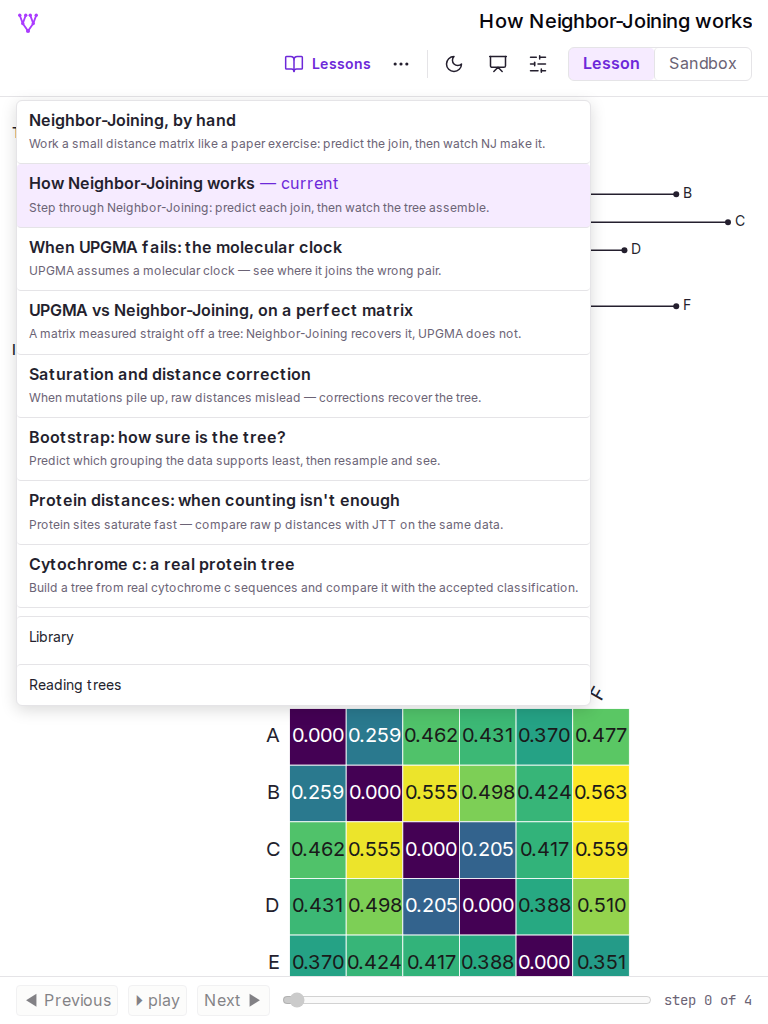 How Neighbor-Joining works
Lessons
Lesson
Sandbox
Neighbor-Joining, by hand
Work a small distance matrix like a paper exercise: predict the join, then watch NJ make it.
How Neighbor-Joining works — current
Step through Neighbor-Joining: predict each join, then watch the tree assemble.
When UPGMA fails: the molecular clock
UPGMA assumes a molecular clock — see where it joins the wrong pair.
UPGMA vs Neighbor-Joining, on a perfect matrix
A matrix measured straight off a tree: Neighbor-Joining recovers it, UPGMA does not.
Saturation and distance correction
When mutations pile up, raw distances mislead — corrections recover the tree.
Bootstrap: how sure is the tree?
Predict which grouping the data supports least, then resample and see.
Protein distances: when counting isn't enough
Protein sites saturate fast — compare raw p distances with JTT on the same data.
Cytochrome c: a real protein tree
Build a tree from real cytochrome c sequences and compare it with the accepted classification.
Library
Reading trees
B
C
D
F
F
A 0.000 0.259 0.462 0.431 0.370 0.477
B 0.259 0.000 0.555 0.498 0.424 0.563
C 0.462 0.555 0.000 0.205 0.417 0.559
D 0.431 0.498 0.205 0.000 0.388 0.510
E 0.370 0.424 0.417 0.388 0.000 0.351
Previous
play
Next
step 0 of 4